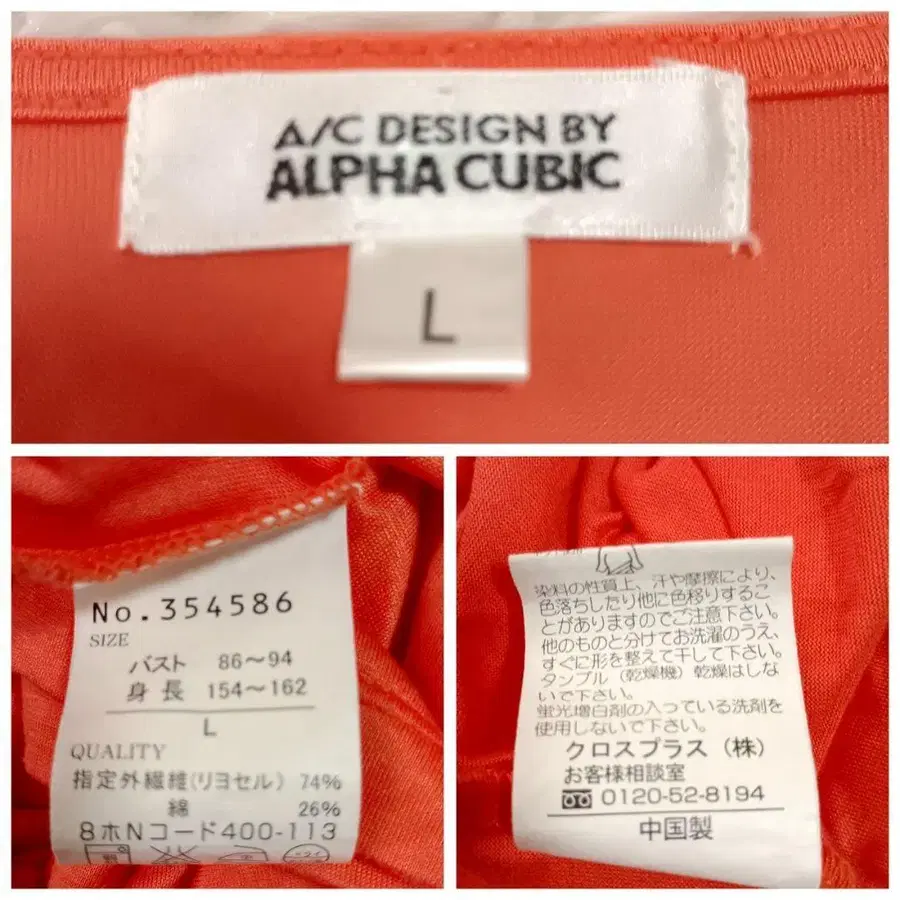 A/C DESIGN BY
ALPHA CUBIC
L
No.354586
SIZE
バスト 86～94
身長 154～162
L
QUALITY
指定外繊維(リヨセル) 74%
綿 26%
8ホNコード400-113
染料の性質上、汗や摩擦により、
色落ちしたり他に色移りするこ
とがありますのでご注意下さい。
他のものと分けてお洗濯のうえ、
すぐに形を整えて干して下さい。
タンブル（乾燥機）乾燥はしな
いで下さい。
蛍光増白剤の入っている洗剤を
使用しないで下さい。
クロスプラス（株）
お客様相談室
0120-52-8194
中国製